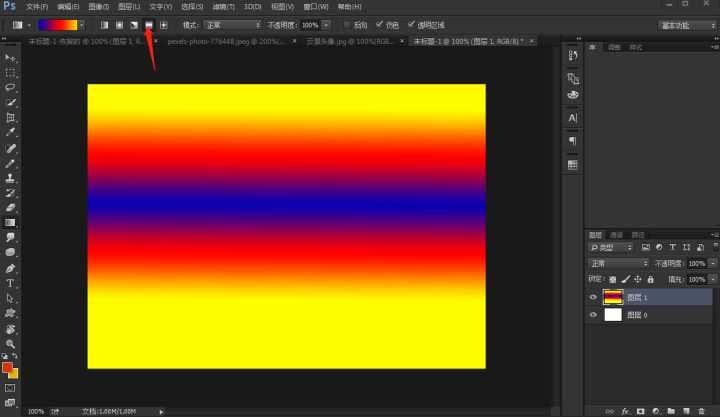 Ps 文件(F) 编辑(E) 图像(I) 图层(L) 文字(Y) 选择(S) 滤镜(T) 3D(D) 视图(V) 窗口(W) 帮助(H)
模式: 正常 不透明度: 100% 反向 仿色 透明区域 基本功能
未标题-1-恢复的 @ 100% (图层 1, R... × pexels-photo-776448.jpeg @ 200%(... × 云景头像.jpg @ 100%(RGB... × 未标题-1 @ 100% (图层 1, RGB/8) * ×
库 调整 样式
A
图层 通道 路径
类型
正常 不透明度: 100%
锁定: 填充: 100%
图层 1
图层 0
T
100% 文档:1.00M/1.00M
fx